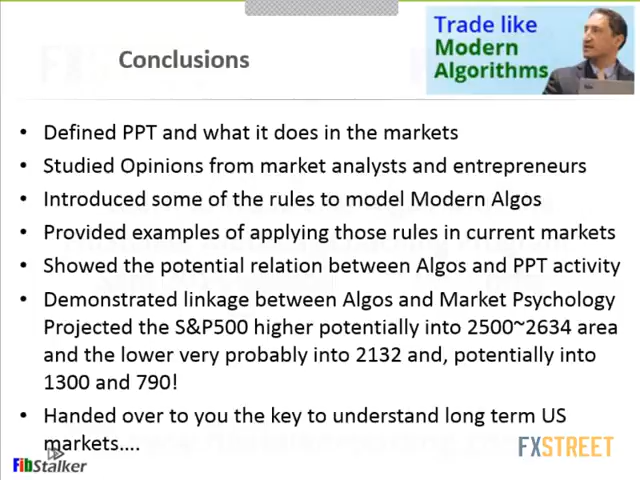 Trade like
Modern
Algorithms
Conclusions
• Defined PPT and what it does in the markets
• Studied Opinions from market analysts and entrepreneurs
• Introduced some of the rules to model Modern Algos
• Provided examples of applying those rules in current markets
• Showed the potential relation between Algos and PPT activity
• Demonstrated linkage between Algos and Market Psychology
Projected the S&P500 higher potentially into 2500~2634 area
and the lower very probably into 2132 and, potentially into
1300 and 790!
• Handed over to you the key to understand long term US
markets....
FibStalker
FXSTREET